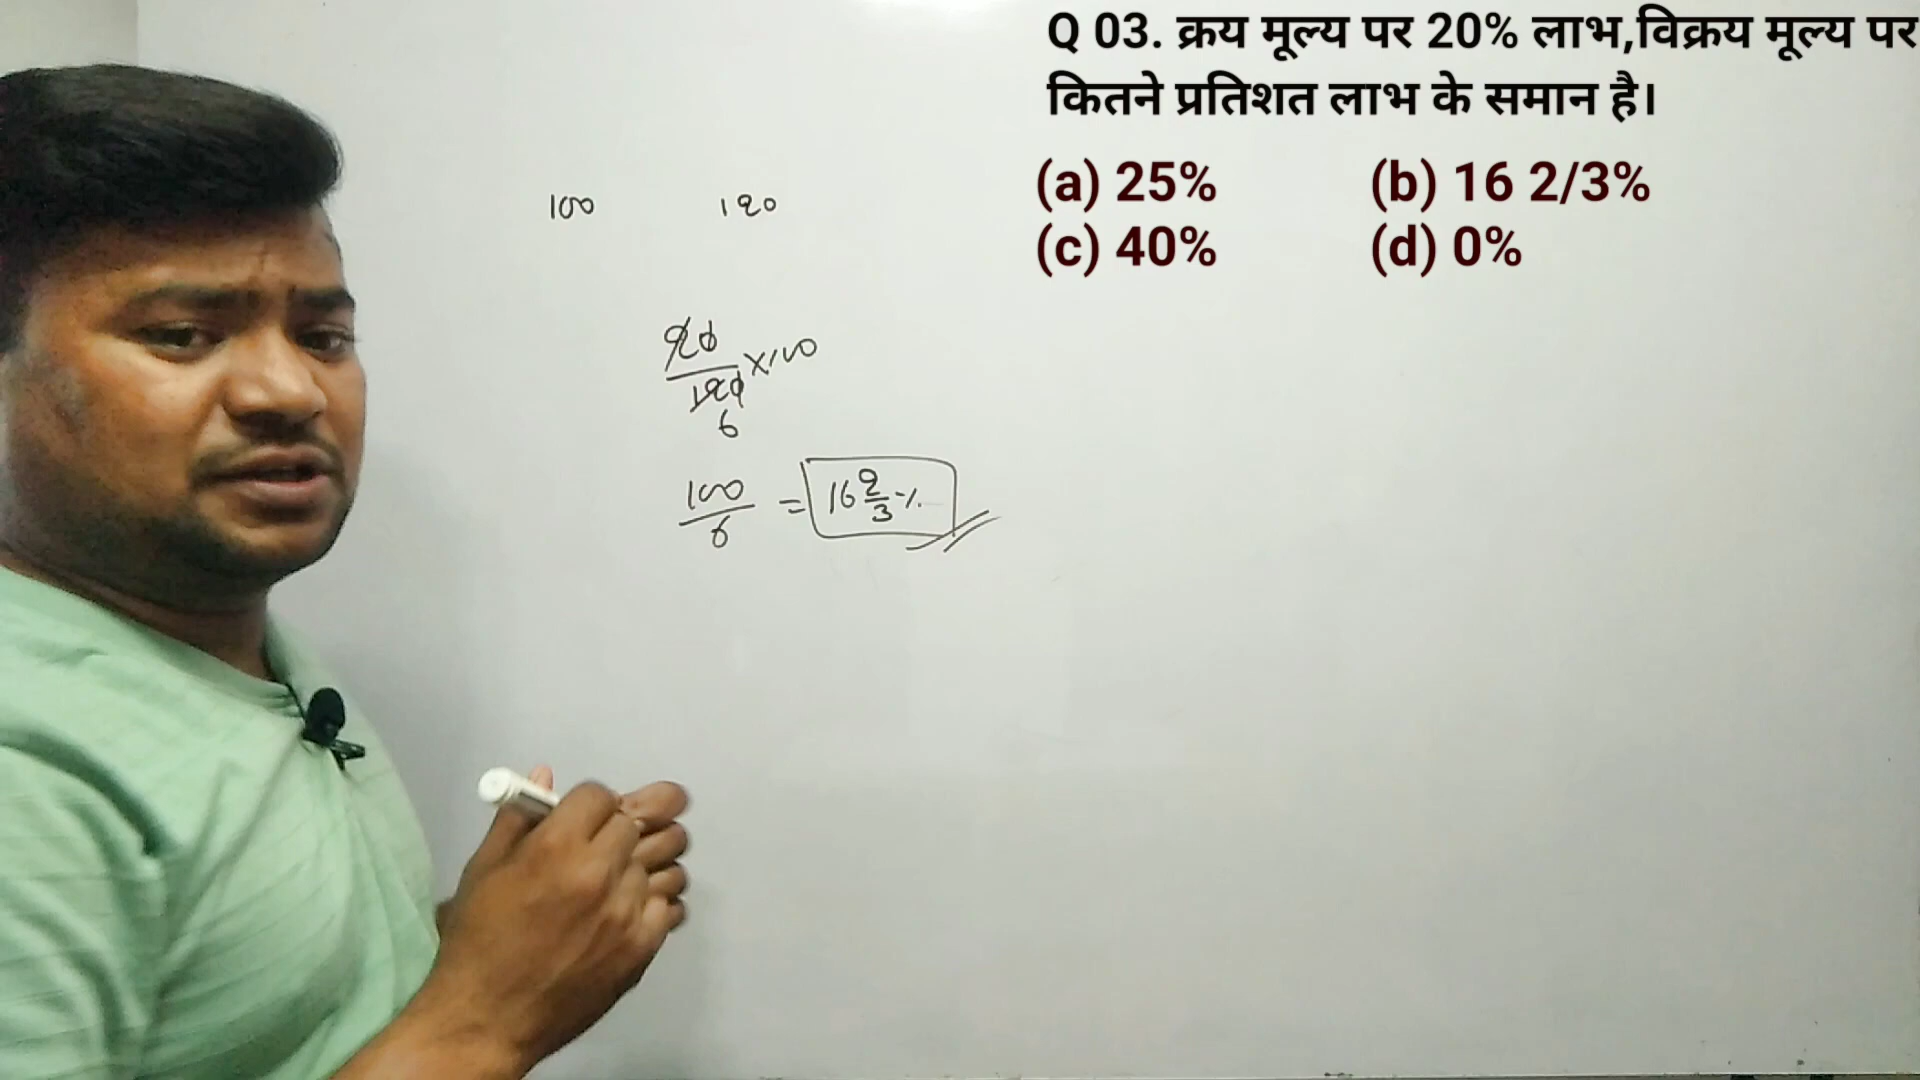 Q 03. क्रय मूल्य पर 20% लाभ,विक्रय मूल्य पर
कितने प्रतिशत लाभ के समान है।
(a) 25% (b) 16 2/3%
(c) 40% (d) 0%
100 120
20/120 ×100
6
100/6 = 16 2/3 %